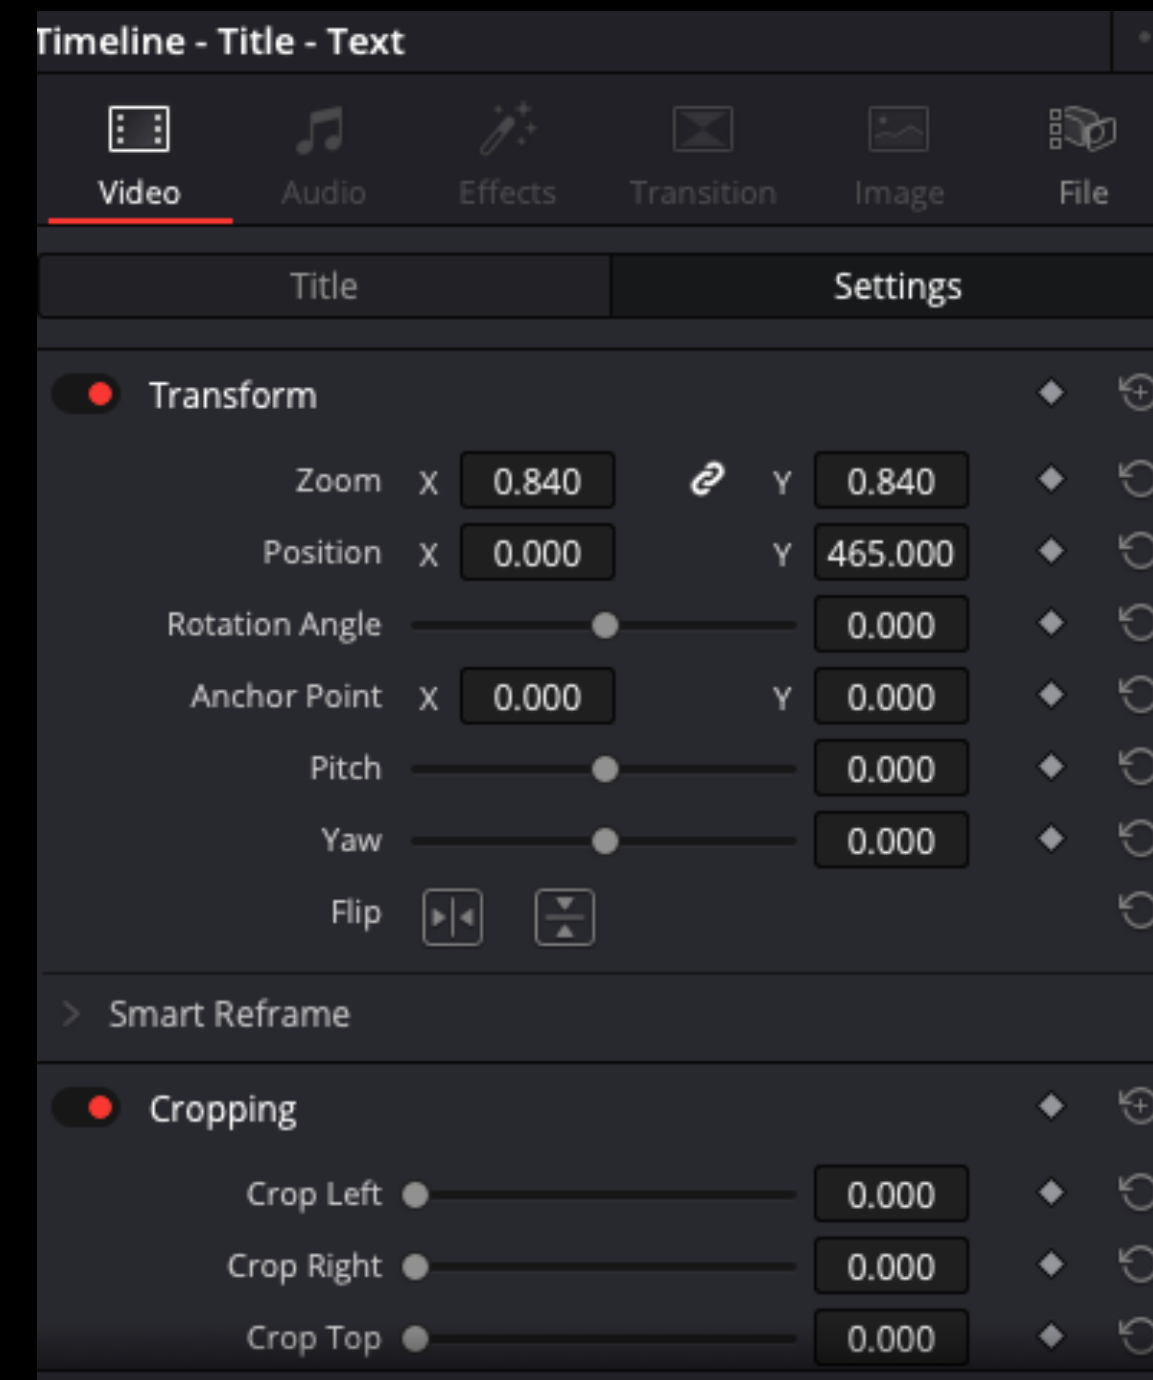 Timeline - Title - Text
Video Audio Effects Transition Image File
Title Settings
Transform
Zoom X 0.840 Y 0.840
Position X 0.000 Y 465.000
Rotation Angle 0.000
Anchor Point X 0.000 Y 0.000
Pitch 0.000
Yaw 0.000
Flip
Smart Reframe
Cropping
Crop Left 0.000
Crop Right 0.000
Crop Top 0.000